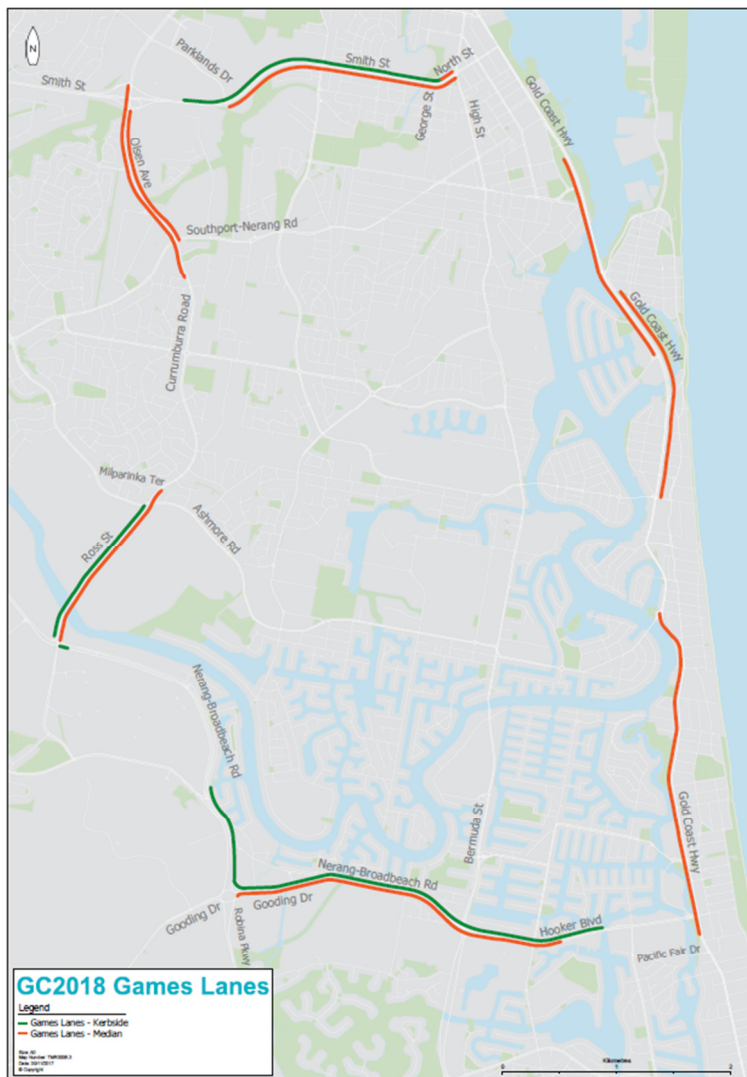 N
Parklands Dr
Smith St
North St
Smith St
George St
High St
Gold Coast Hwy
Olsen Ave
Southport-Nerang Rd
Gold Coast Hwy
Currumburra Road
Milparinka Ter
Ashmore Rd
Ross St
Nerang-Broadbeach Rd
Bermuda St
Gold Coast Hwy
Nerang-Broadbeach Rd
Gooding Dr
Gooding Dr
Robina Pkwy
Hooker Blvd
Pacific Fair Dr
GC2018 Games Lanes
Legend
Games Lanes - Kerbside
Games Lanes - Median
© Copyright
Kilometres
0 1 2